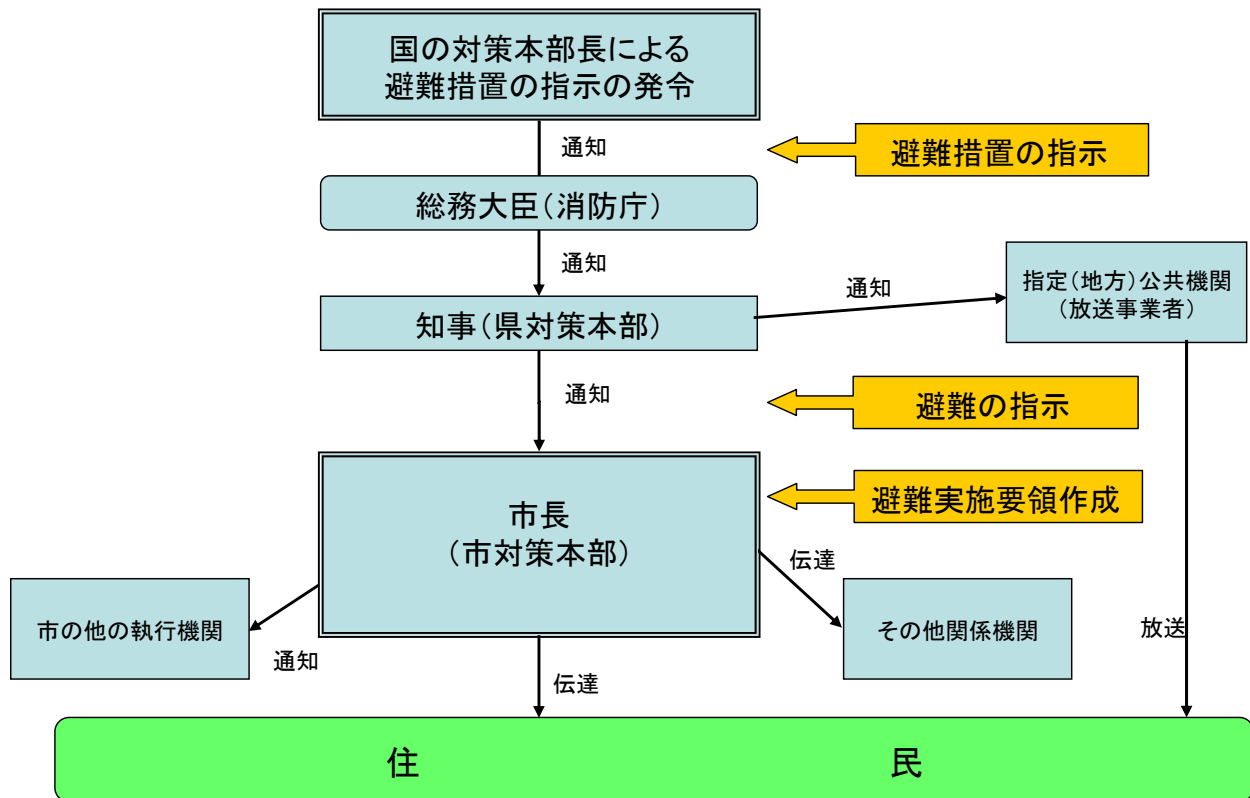 国の対策本部長による
避難措置の指示の発令
通知
避難措置の指示
総務大臣（消防庁）
通知
指定（地方）公共機関
（放送事業者）
通知
知事（県対策本部）
通知
避難の指示
避難実施要領作成
市長
（市対策本部）
伝達
市の他の執行機関
その他関係機関
放送
通知
伝達
住　民